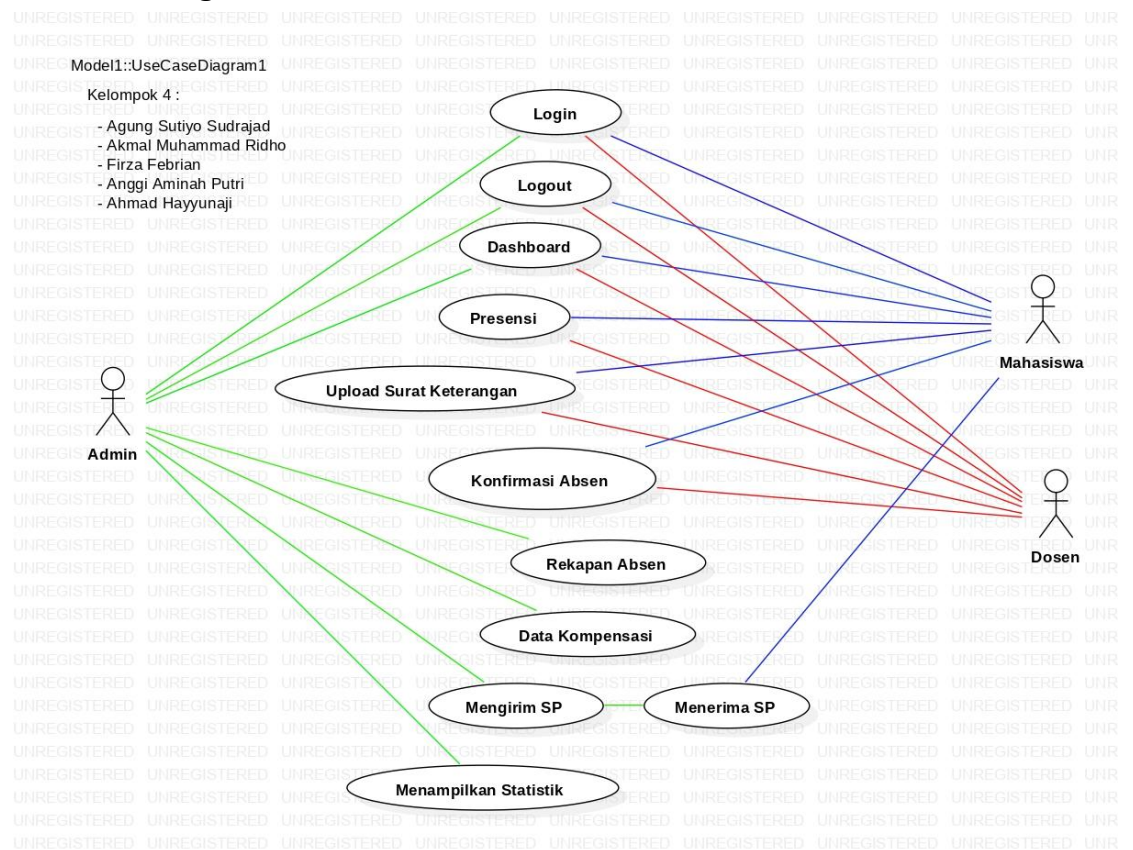 Model1::UseCaseDiagram1
Kelompok 4 :
- Agung Sutiyo Sudrajad
- Akmal Muhammad Ridho
- Firza Febrian
- Anggi Aminah Putri
- Ahmad Hayyunaji
Login
Logout
Dashboard
Presensi
Mahasiswa
Upload Surat Keterangan
Admin
Konfirmasi Absen
Dosen
Rekapan Absen
Data Kompensasi
Mengirim SP
Menerima SP
Menampilkan Statistik
UNREGISTERED